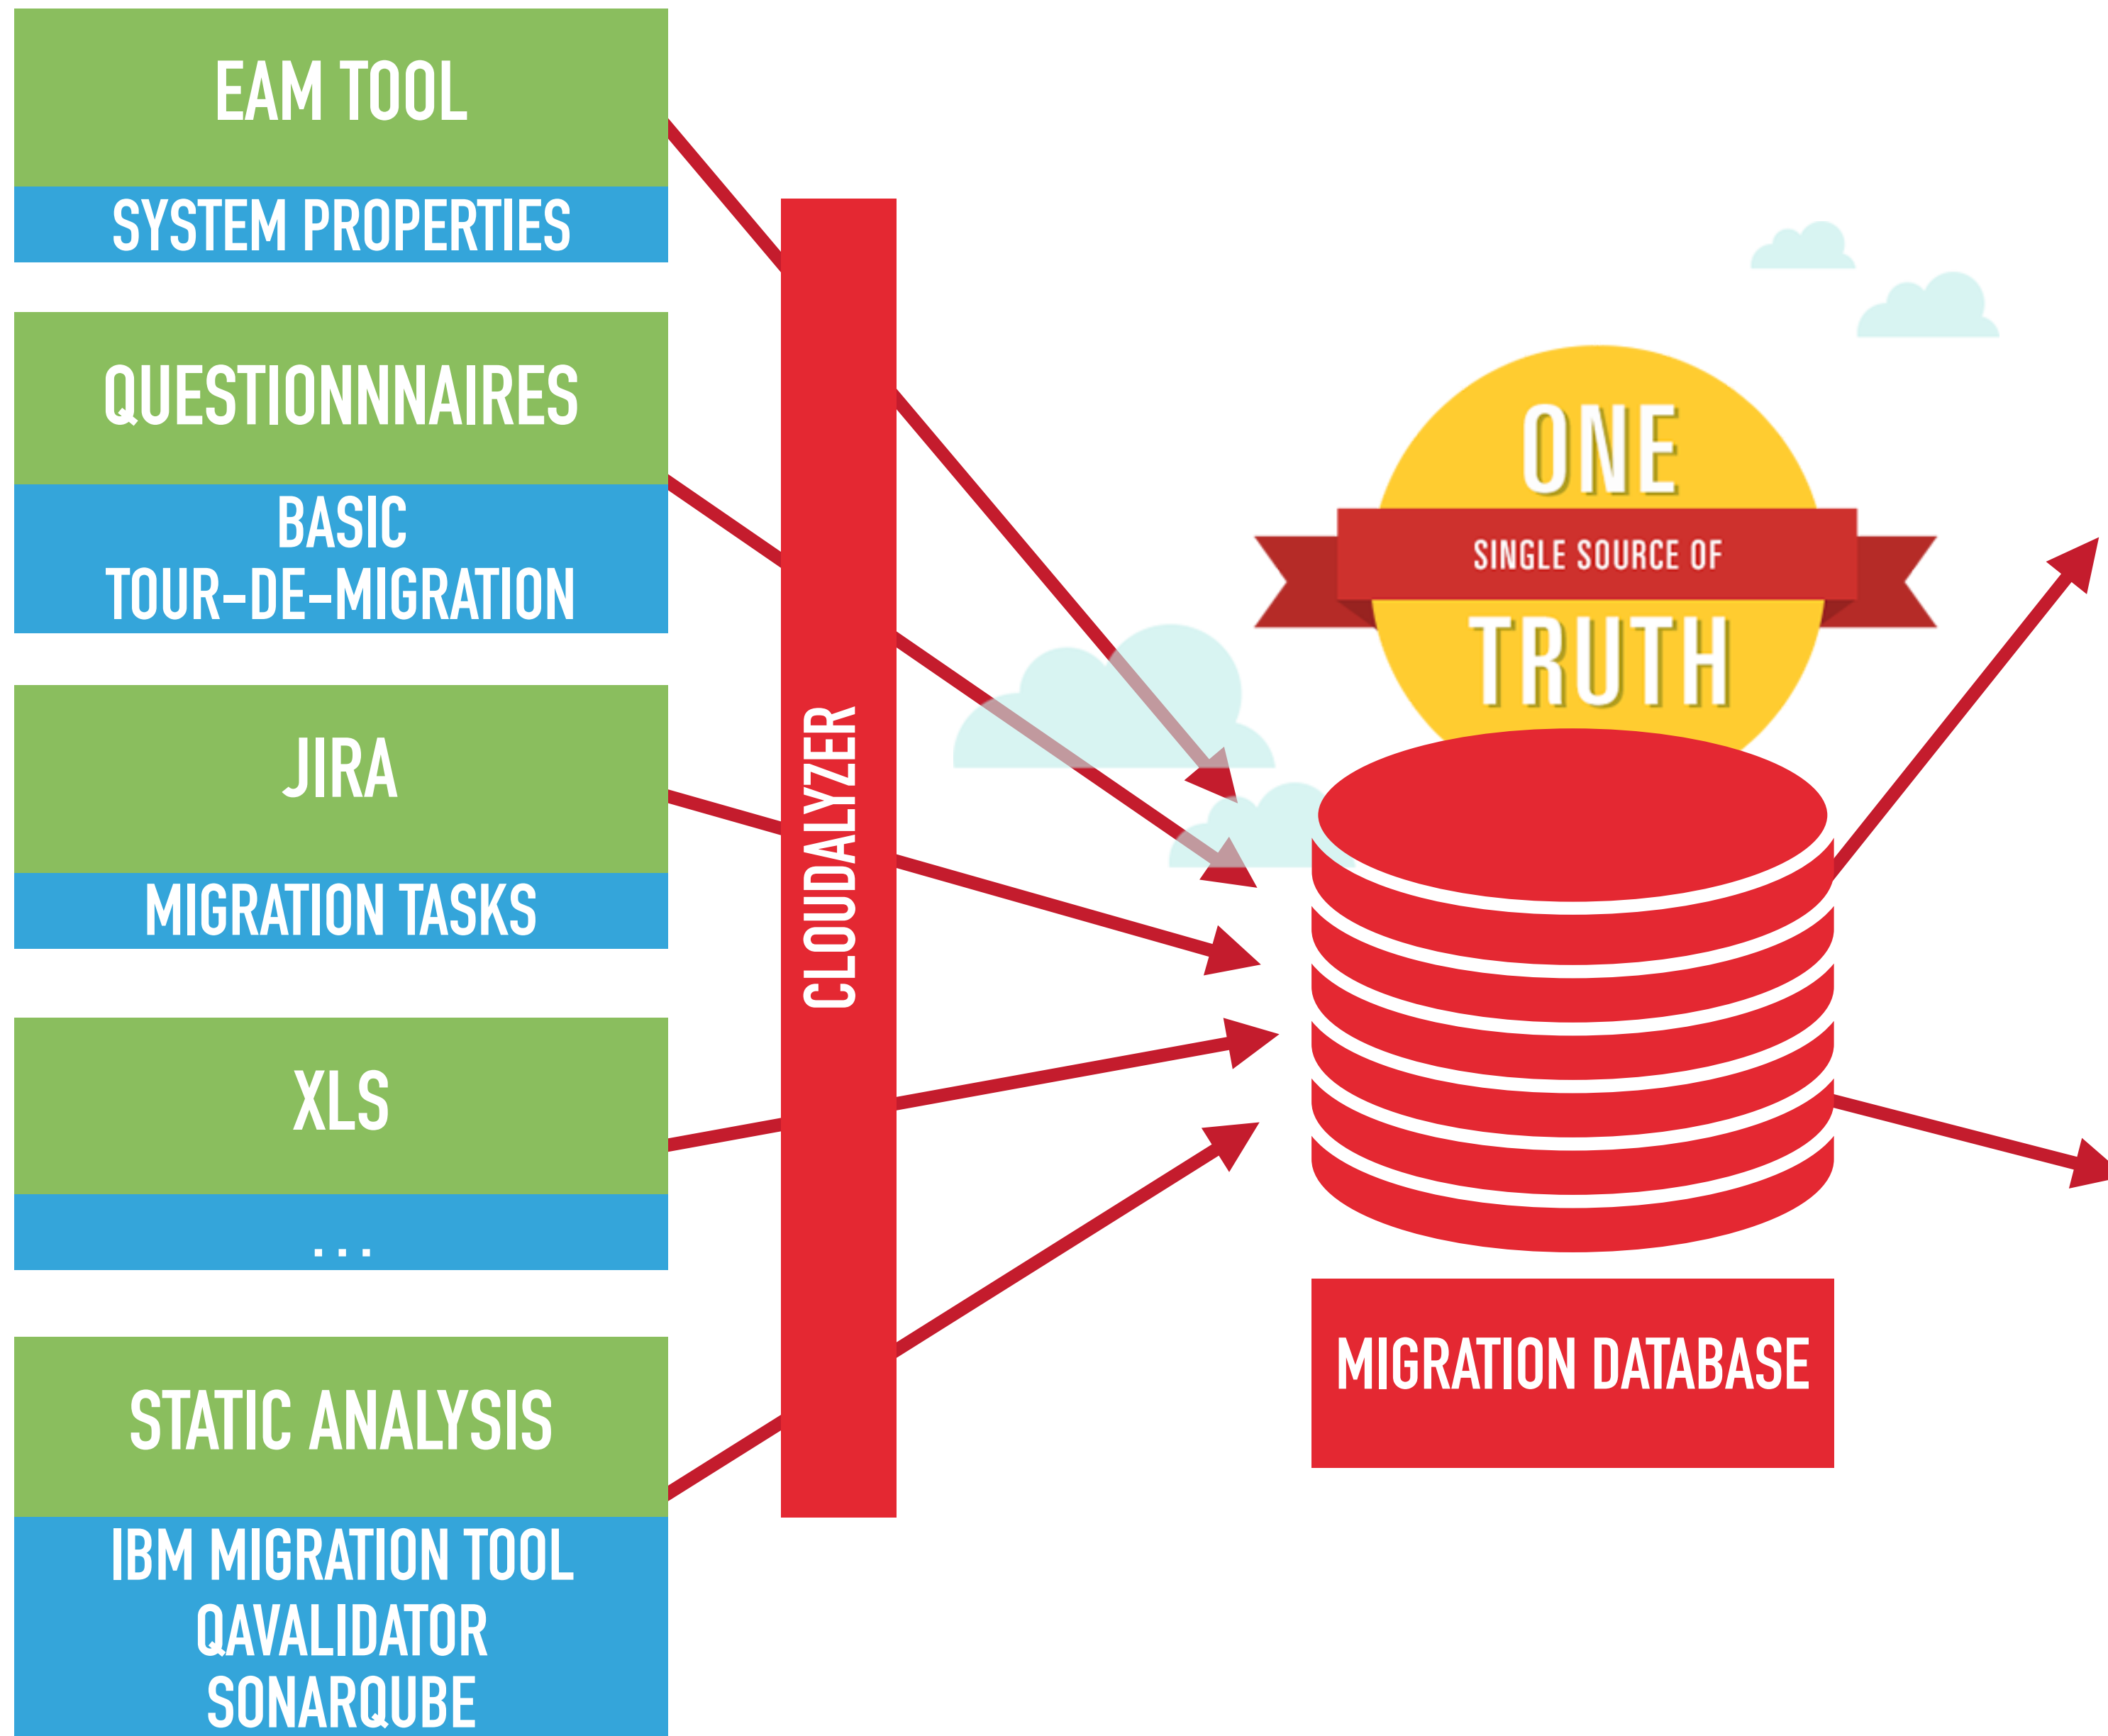 EAM TOOL
SYSTEM PROPERTIES
QUESTIONNNAIRES
BASIC
TOUR-DE-MIGRATION
JIRA
MIGRATION TASKS
XLS
...
STATIC ANALYSIS
IBM MIGRATION TOOL
QAVALIDATOR
SONARQUBE
CLOUDALYZER
ONE
SINGLE SOURCE OF
TRUTH
MIGRATION DATABASE